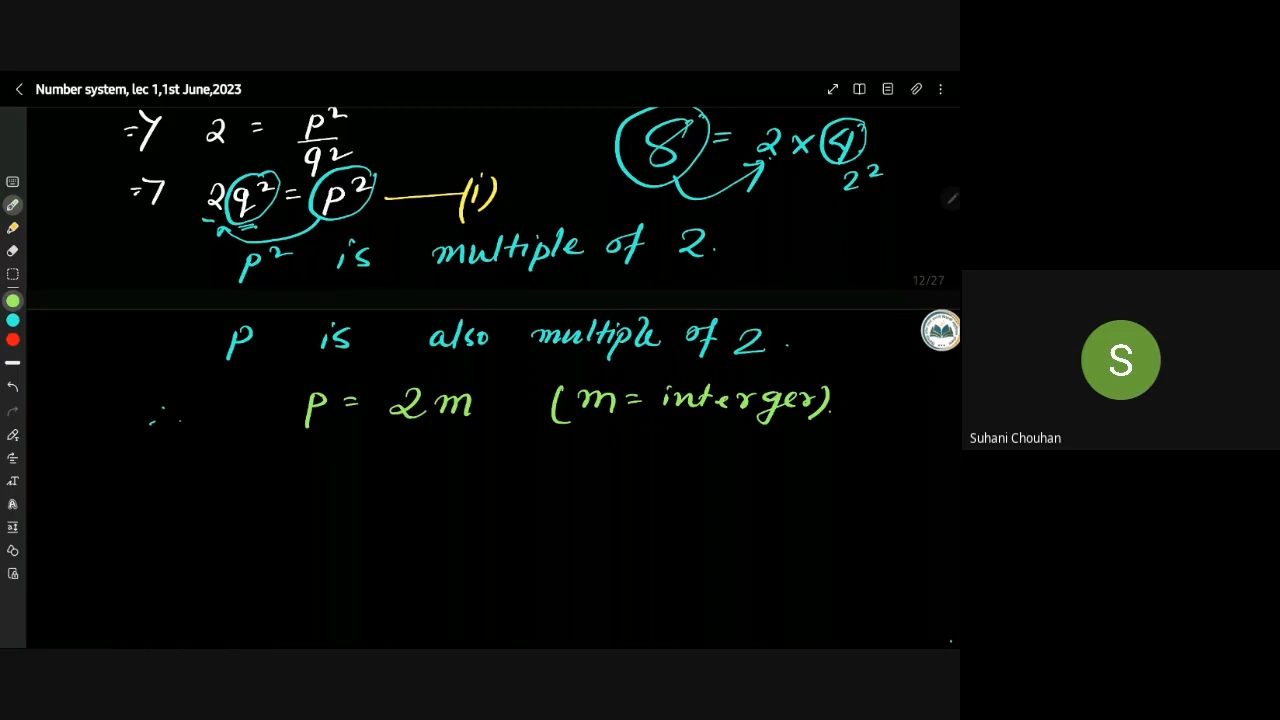 Number system, lec 1,1st June,2023
=> 2 = p²/q²
8 = 2 × 4
2²
=> 2q² = p² —(i)
p² is multiple of 2.
12/27
p is also multiple of 2.
∴ p = 2m (m = interger).
S
Suhani Chouhan